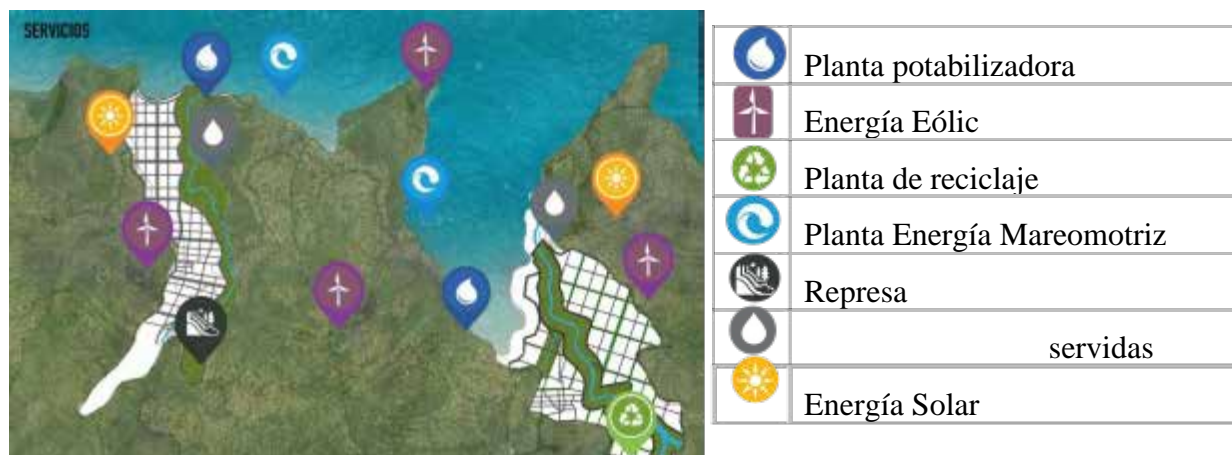 SERVICIOS
Planta potabilizadora
Energía Eólic
Planta de reciclaje
Planta Energía Mareomotriz
Represa
servidas
Energía Solar